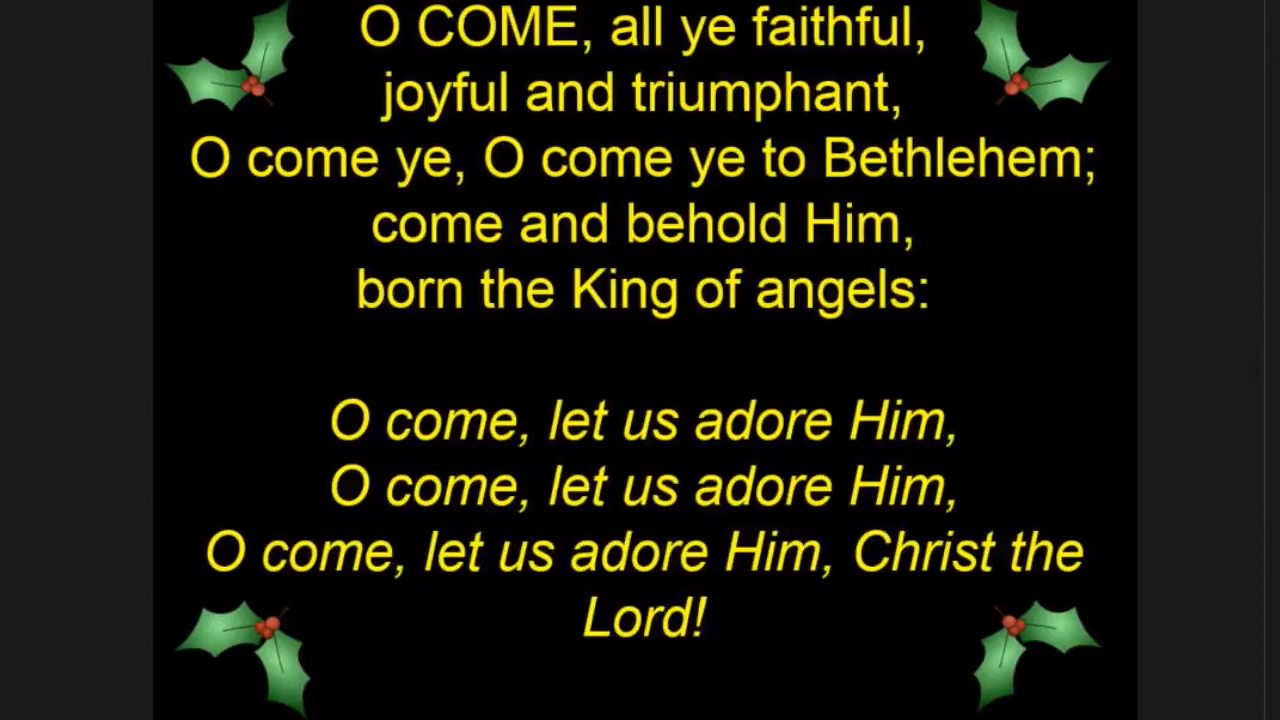 O COME, all ye faithful,
joyful and triumphant,
O come ye, O come ye to Bethlehem;
come and behold Him,
born the King of angels:
O come, let us adore Him,
O come, let us adore Him,
O come, let us adore Him, Christ the
Lord!